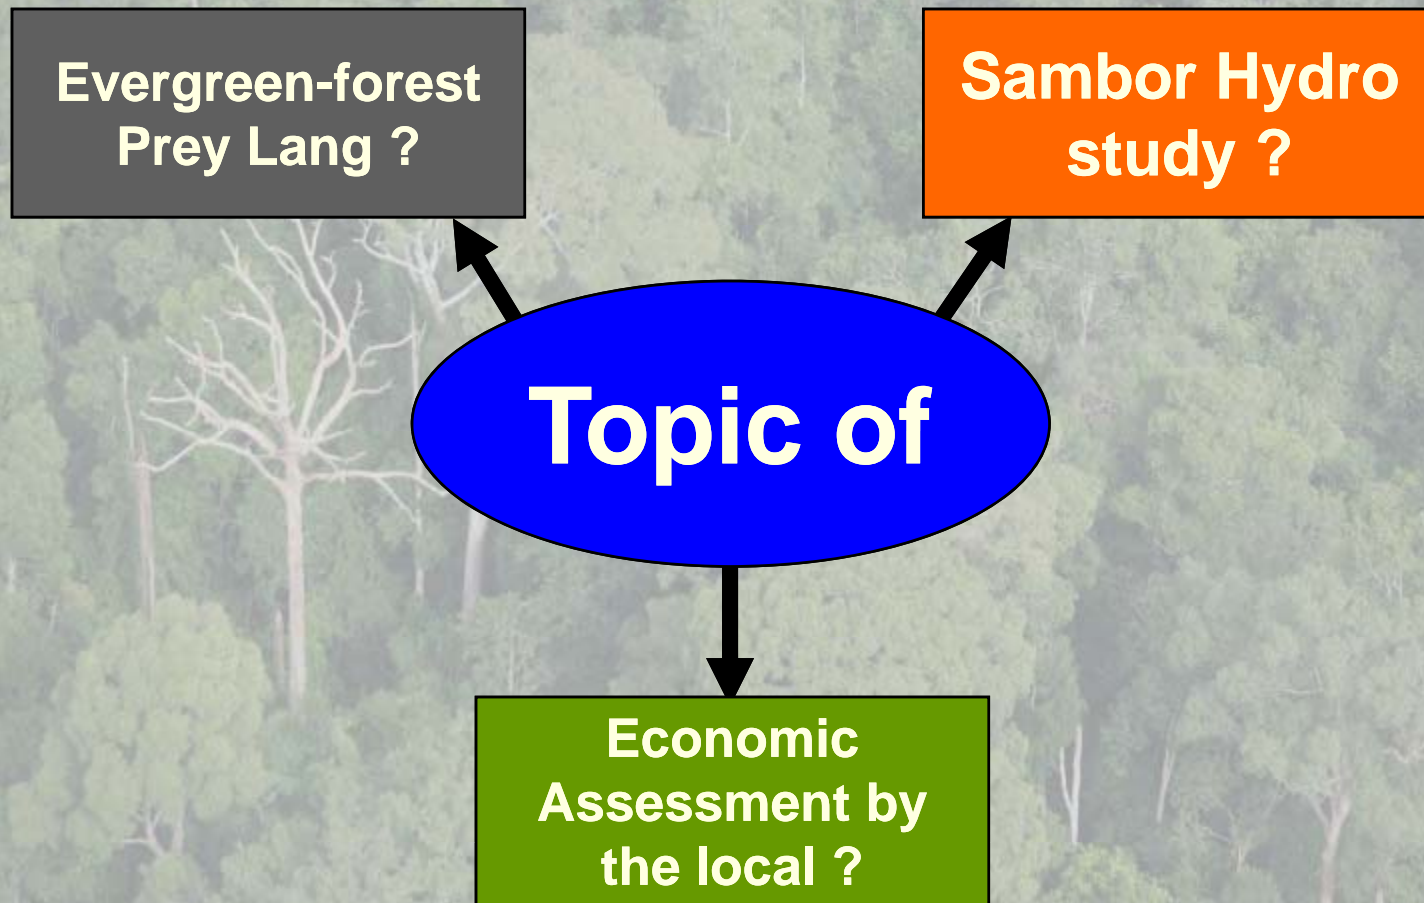 Evergreen-forest
Prey Lang ?
Sambor Hydro
study ?
Topic of
Economic
Assessment by
the local ?